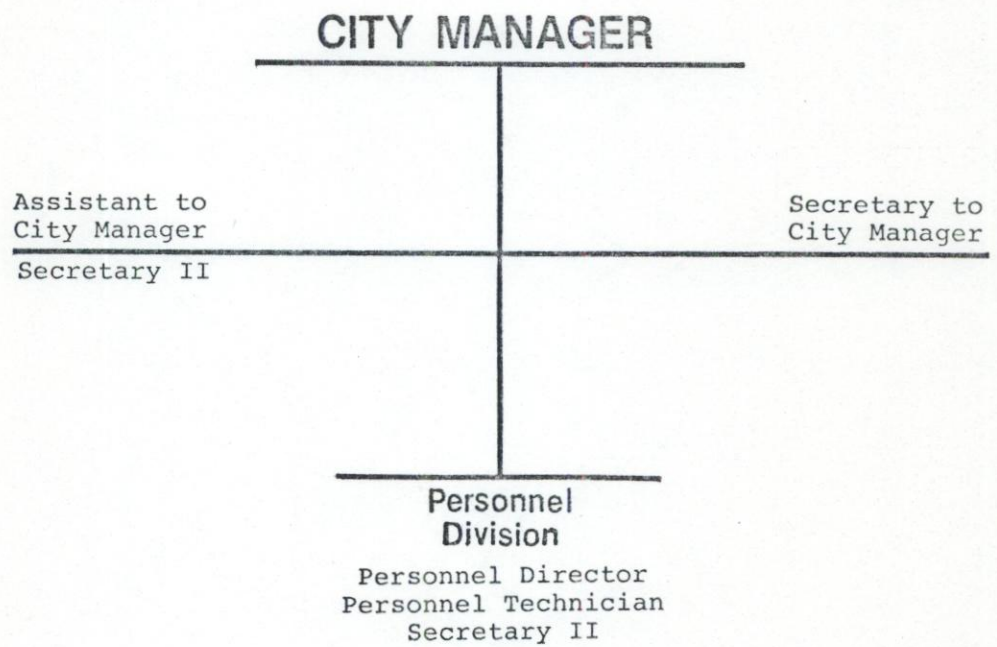 CITY MANAGER
Assistant to
City Manager
Secretary II
Secretary to
City Manager
Personnel
Division
Personnel Director
Personnel Technician
Secretary II